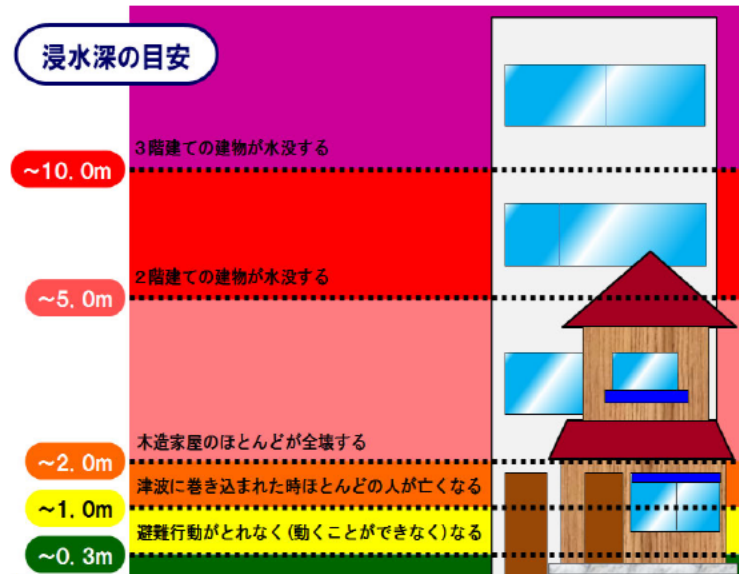 浸水深の目安
3階建ての建物が水没する
~10.0m
2階建ての建物が水没する
~5.0m
木造家屋のほとんどが全壊する
~2.0m
津波に巻き込まれた時ほとんどの人が亡くなる
~1.0m
避難行動がとれなく(動くことができなく)なる
~0.3m